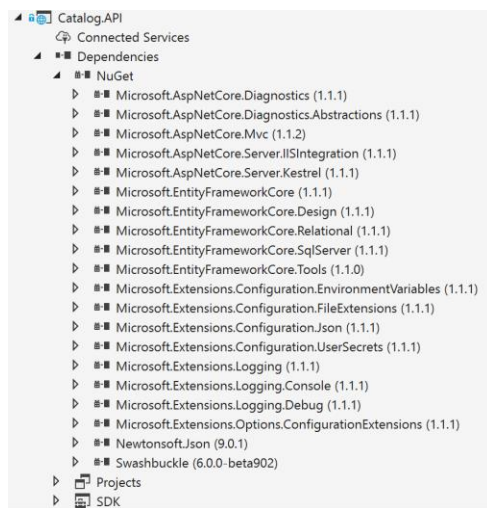 Catalog.API
Connected Services
Dependencies
NuGet
Microsoft.AspNetCore.Diagnostics (1.1.1)
Microsoft.AspNetCore.Diagnostics.Abstractions (1.1.1)
Microsoft.AspNetCore.Mvc (1.1.2)
Microsoft.AspNetCore.Server.IISIntegration (1.1.1)
Microsoft.AspNetCore.Server.Kestrel (1.1.1)
Microsoft.EntityFrameworkCore (1.1.1)
Microsoft.EntityFrameworkCore.Design (1.1.1)
Microsoft.EntityFrameworkCore.Relational (1.1.1)
Microsoft.EntityFrameworkCore.SqlServer (1.1.1)
Microsoft.EntityFrameworkCore.Tools (1.1.0)
Microsoft.Extensions.Configuration.EnvironmentVariables (1.1.1)
Microsoft.Extensions.Configuration.FileExtensions (1.1.1)
Microsoft.Extensions.Configuration.Json (1.1.1)
Microsoft.Extensions.Configuration.UserSecrets (1.1.1)
Microsoft.Extensions.Logging (1.1.1)
Microsoft.Extensions.Logging.Console (1.1.1)
Microsoft.Extensions.Logging.Debug (1.1.1)
Microsoft.Extensions.Options.ConfigurationExtensions (1.1.1)
Newtonsoft.Json (9.0.1)
Swashbuckle (6.0.0-beta902)
Projects
SDK